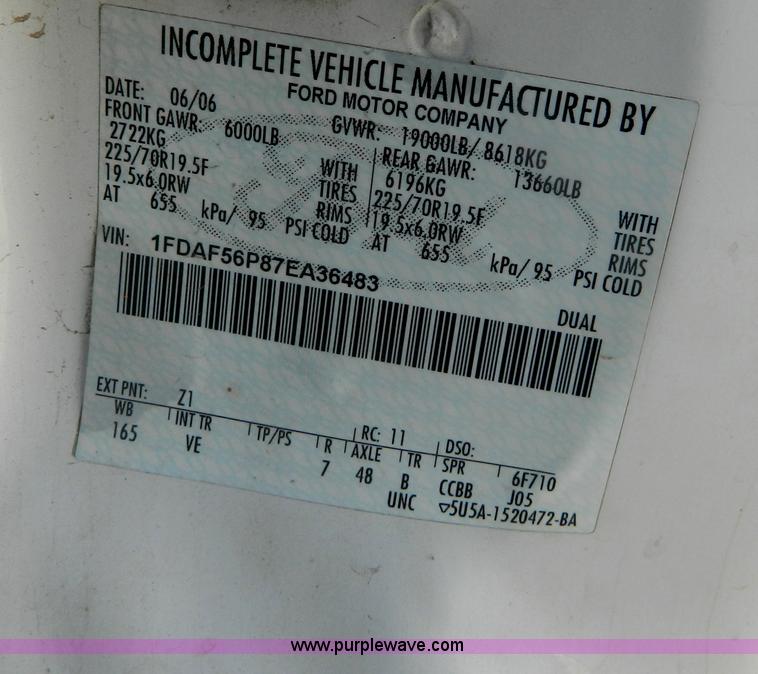 INCOMPLETE VEHICLE MANUFACTURED BY
FORD MOTOR COMPANY
DATE: 06/06 GVWR: 19000LB/ 8618KG
FRONT GAWR: 6000LB REAR GAWR: 13660LB
2722KG WITH 6196KG WITH
225/70R19.5F TIRES 225/70R19.5F TIRES
19.5x6.0RW RIMS 19.5x6.0RW RIMS
AT 655 kPa/ 95 PSI COLD AT 655 kPa/ 95 PSI COLD
VIN: 1FDAF56P87EA36483
DUAL
EXT PNT: Z1 RC: 11 DSO:
WB INT TR TP/PS R AXLE TR SPR 6F710
165 VE 7 48 B CCBB J05
UNC ▽5U5A-1520472-BA
www.purplewave.com